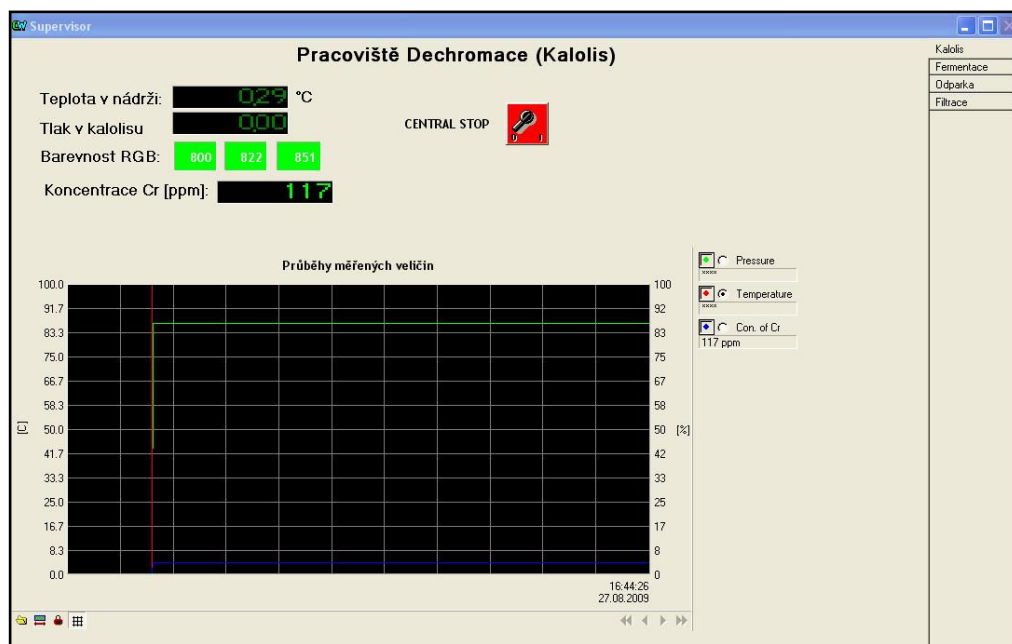 Supervisor
Pracoviště Dechromace (Kalolis)
Kalolis
Fermentace
Odparka
Filtrace
Teplota v nádrži: 0,29 °C
Tlak v kalolisu 0,00
CENTRAL STOP
0 I
Barevnost RGB: 800 822 851
Koncentrace Cr [ppm]: 117
Průběhy měřených veličin
Pressure
xxxx
Temperature
xxxx
Con. of Cr
117 ppm
100.0 100
91.7 92
83.3 83
75.0 75
66.7 67
58.3 58
[C] 50.0 50 [%]
41.7 42
33.3 33
25.0 25
16.7 17
8.3 8
0.0 0
16:44:26
27.08.2009